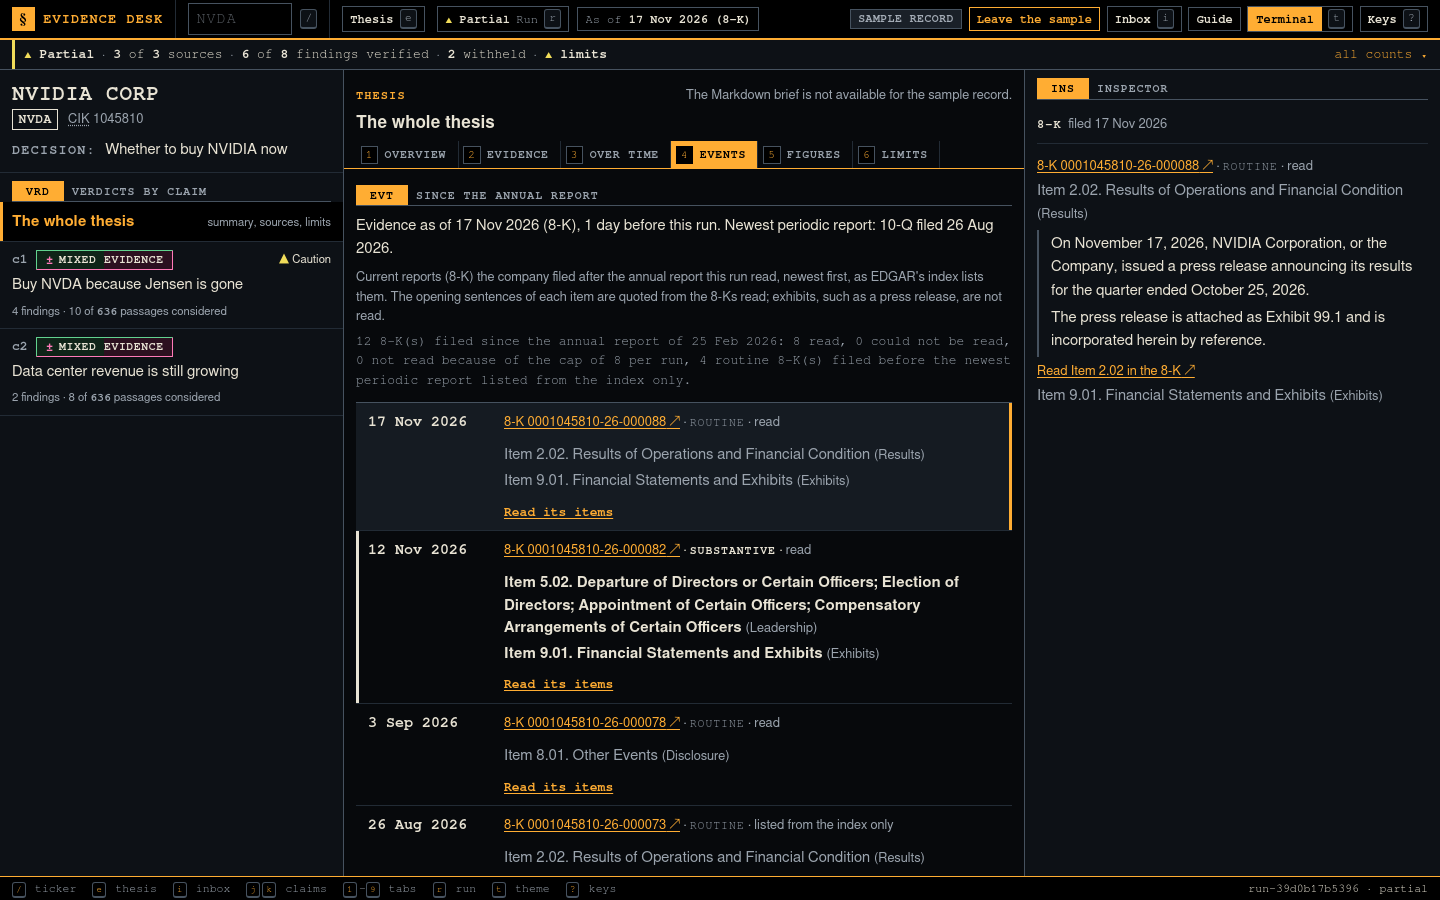 § EVIDENCE DESK NVDA / Thesis e ▲ Partial Run r As of 17 Nov 2026 (8-K) SAMPLE RECORD Leave the sample Inbox i Guide Terminal t Keys ?
▲ Partial · 3 of 3 sources · 6 of 8 findings verified · 2 withheld · ▲ limits all counts ▾
NVIDIA CORP
NVDA CIK 1045810
DECISION: Whether to buy NVIDIA now
VRD VERDICTS BY CLAIM
The whole thesis summary, sources, limits
c1 ± MIXED EVIDENCE ▲ Caution
Buy NVDA because Jensen is gone
4 findings · 10 of 636 passages considered
c2 ± MIXED EVIDENCE
Data center revenue is still growing
2 findings · 8 of 636 passages considered
THESIS The Markdown brief is not available for the sample record.
The whole thesis
1 OVERVIEW 2 EVIDENCE 3 OVER TIME 4 EVENTS 5 FIGURES 6 LIMITS
EVT SINCE THE ANNUAL REPORT
Evidence as of 17 Nov 2026 (8-K), 1 day before this run. Newest periodic report: 10-Q filed 26 Aug
2026.
Current reports (8-K) the company filed after the annual report this run read, newest first, as EDGAR's index lists
them. The opening sentences of each item are quoted from the 8-Ks read; exhibits, such as a press release, are not
read.
12 8-K(s) filed since the annual report of 25 Feb 2026: 8 read, 0 could not be read,
0 not read because of the cap of 8 per run, 4 routine 8-K(s) filed before the newest
periodic report listed from the index only.
17 Nov 2026 8-K 0001045810-26-000088 ↗ · ROUTINE · read
Item 2.02. Results of Operations and Financial Condition (Results)
Item 9.01. Financial Statements and Exhibits (Exhibits)
Read its items
12 Nov 2026 8-K 0001045810-26-000082 ↗ · SUBSTANTIVE · read
Item 5.02. Departure of Directors or Certain Officers; Election of
Directors; Appointment of Certain Officers; Compensatory
Arrangements of Certain Officers (Leadership)
Item 9.01. Financial Statements and Exhibits (Exhibits)
Read its items
3 Sep 2026 8-K 0001045810-26-000078 ↗ · ROUTINE · read
Item 8.01. Other Events (Disclosure)
Read its items
26 Aug 2026 8-K 0001045810-26-000073 ↗ · ROUTINE · listed from the index only
Item 2.02. Results of Operations and Financial Condition (Results)
INS INSPECTOR
8-K filed 17 Nov 2026
8-K 0001045810-26-000088 ↗ · ROUTINE · read
Item 2.02. Results of Operations and Financial Condition
(Results)
On November 17, 2026, NVIDIA Corporation, or the
Company, issued a press release announcing its results
for the quarter ended October 25, 2026.
The press release is attached as Exhibit 99.1 and is
incorporated herein by reference.
Read Item 2.02 in the 8-K ↗
Item 9.01. Financial Statements and Exhibits (Exhibits)
/ ticker e thesis i inbox j k claims 1-9 tabs r run t theme ? keys run-39d0b17b5396 · partial